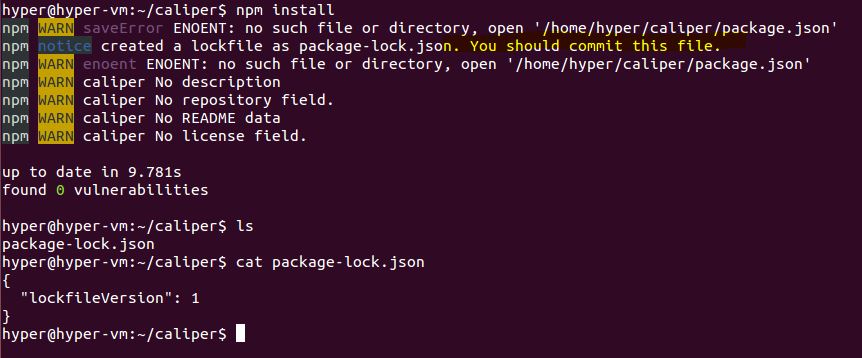 hyper@hyper-vm:~/caliper$ npm install
npm WARN saveError ENOENT: no such file or directory, open '/home/hyper/caliper/package.json'
npm notice created a lockfile as package-lock.json. You should commit this file.
npm WARN enoent ENOENT: no such file or directory, open '/home/hyper/caliper/package.json'
npm WARN caliper No description
npm WARN caliper No repository field.
npm WARN caliper No README data
npm WARN caliper No license field.
up to date in 9.781s
found 0 vulnerabilities
hyper@hyper-vm:~/caliper$ ls
package-lock.json
hyper@hyper-vm:~/caliper$ cat package-lock.json
{
  "lockfileVersion": 1
}
hyper@hyper-vm:~/caliper$